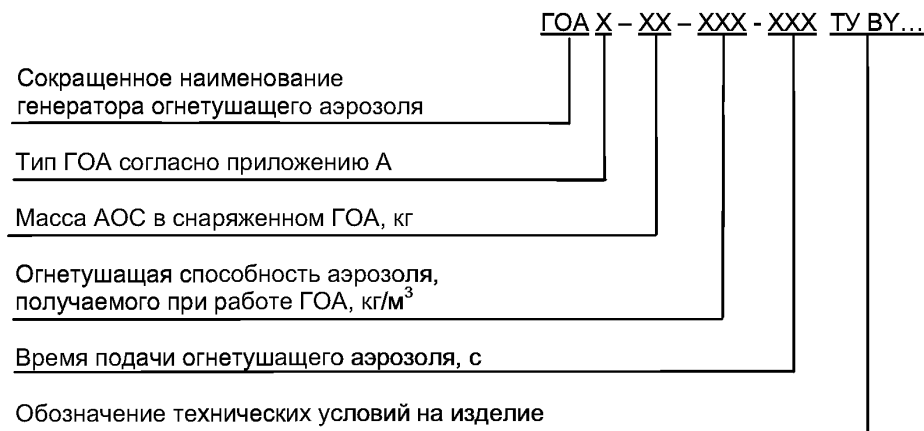 ГОА Х – ХХ – ХХХ - ХХХ ТУ BY...
Сокращенное наименование
генератора огнетушащего аэрозоля
Тип ГОА согласно приложению А
Масса АОС в снаряженном ГОА, кг
Огнетушащая способность аэрозоля,
получаемого при работе ГОА, кг/м³
Время подачи огнетушащего аэрозоля, с
Обозначение технических условий на изделие